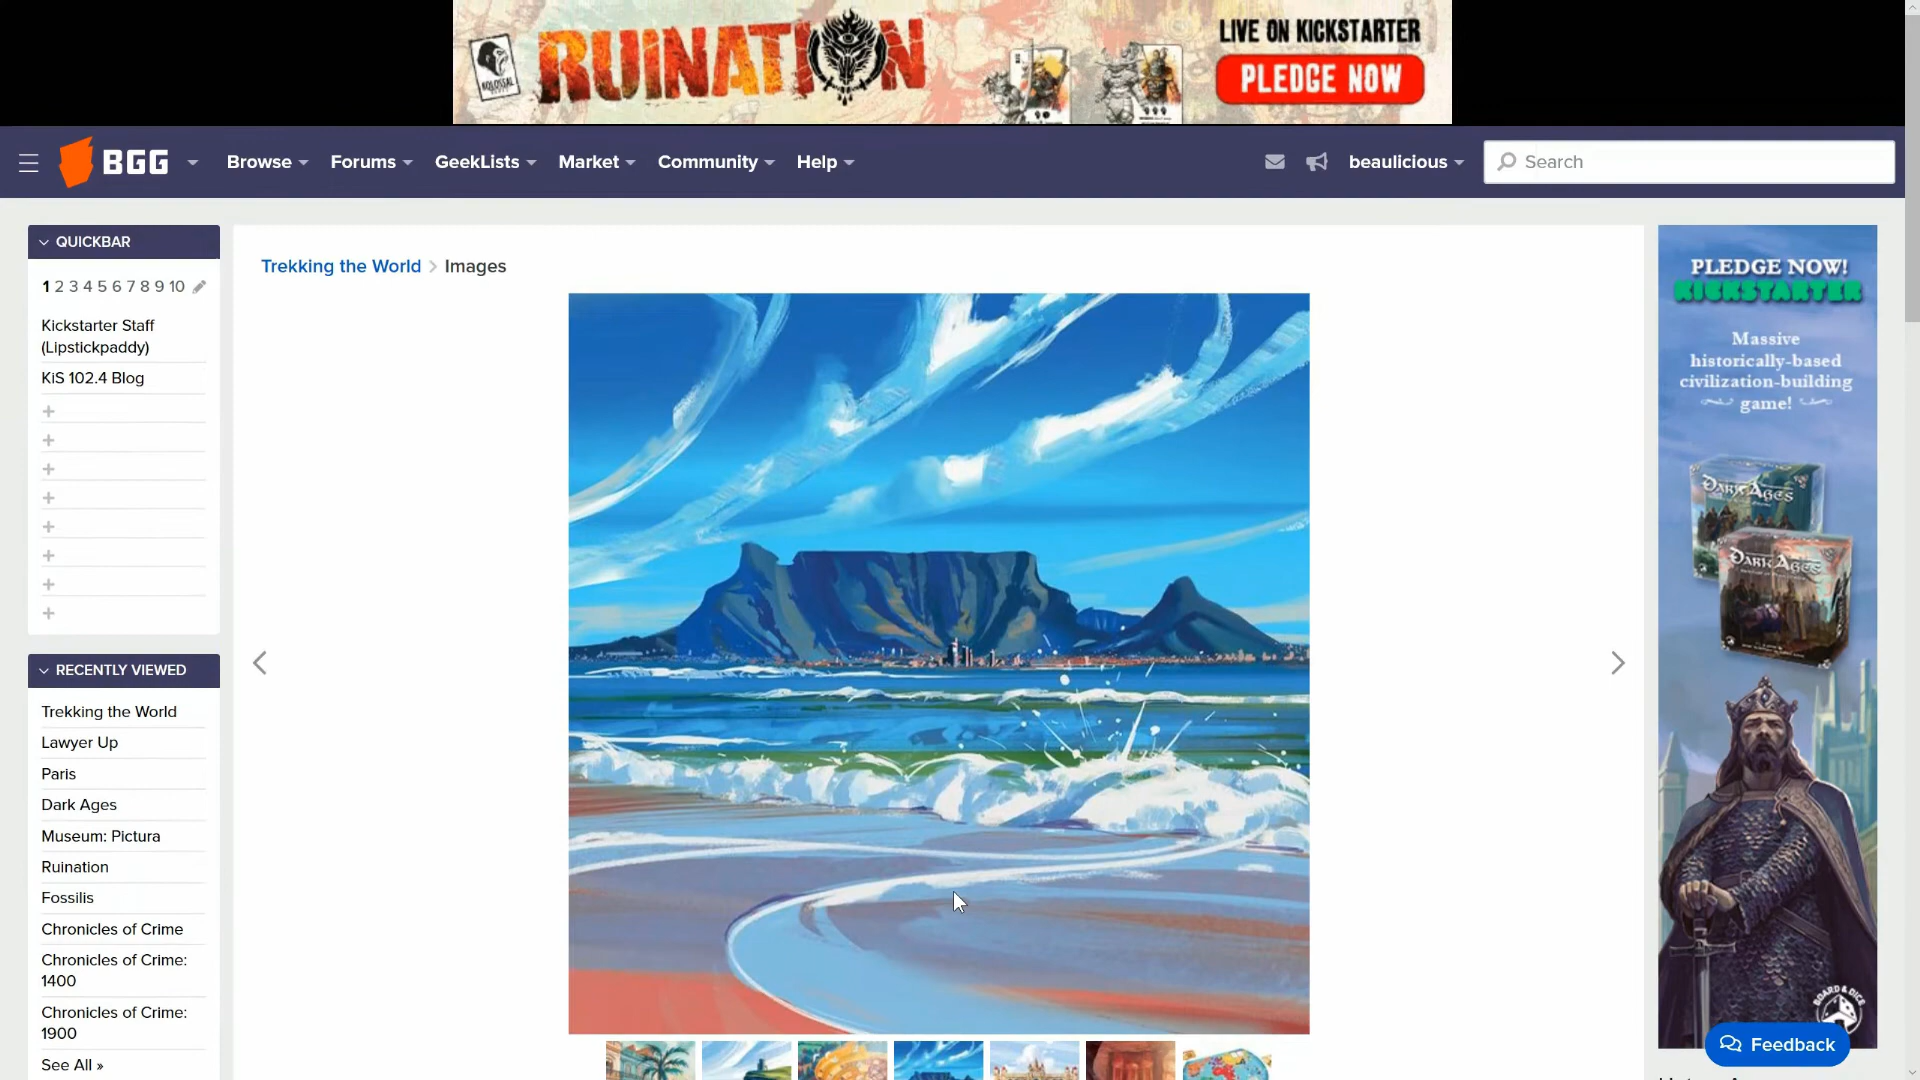 RUINATION
KOLOSSAL
LIVE ON KICKSTARTER
PLEDGE NOW
BGG
Browse
Forums
GeekLists
Market
Community
Help
beaulicious
Search
QUICKBAR
1 2 3 4 5 6 7 8 9 10
Kickstarter Staff
(Lipstickpaddy)
KiS 102.4 Blog
RECENTLY VIEWED
Trekking the World
Lawyer Up
Paris
Dark Ages
Museum: Pictura
Ruination
Fossilis
Chronicles of Crime
Chronicles of Crime:
1400
Chronicles of Crime:
1900
See All »
Trekking the World > Images
PLEDGE NOW!
KICKSTARTER
Massive
historically-based
civilization-building
game!
DARK AGES
DARK AGES
BOARD & DICE
Feedback